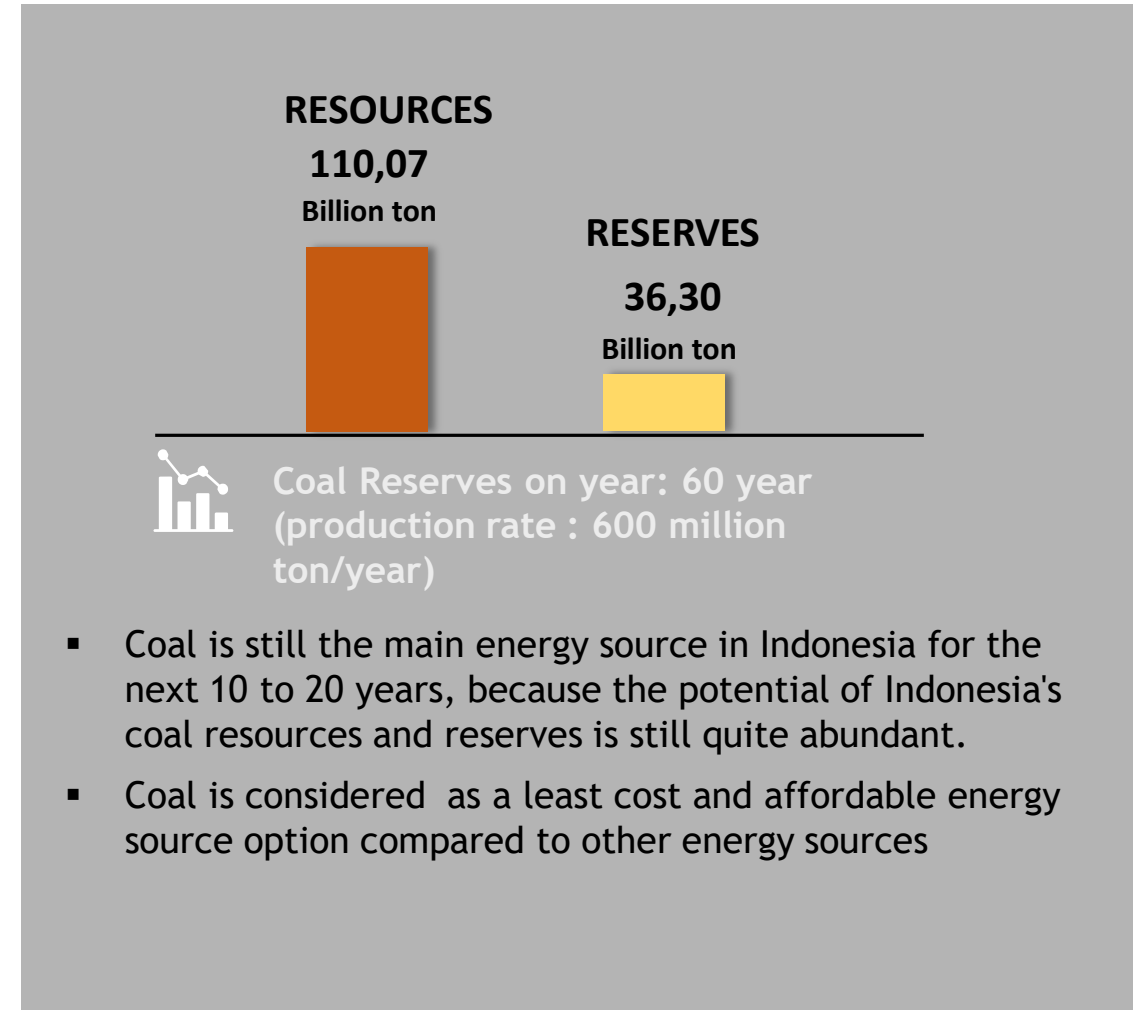 RESOURCES
110,07
Billion ton
RESERVES
36,30
Billion ton
Coal Reserves on year: 60 year
(production rate : 600 million
ton/year)
▪ Coal is still the main energy source in Indonesia for the
next 10 to 20 years, because the potential of Indonesia's
coal resources and reserves is still quite abundant.
▪ Coal is considered  as a least cost and affordable energy
source option compared to other energy sources